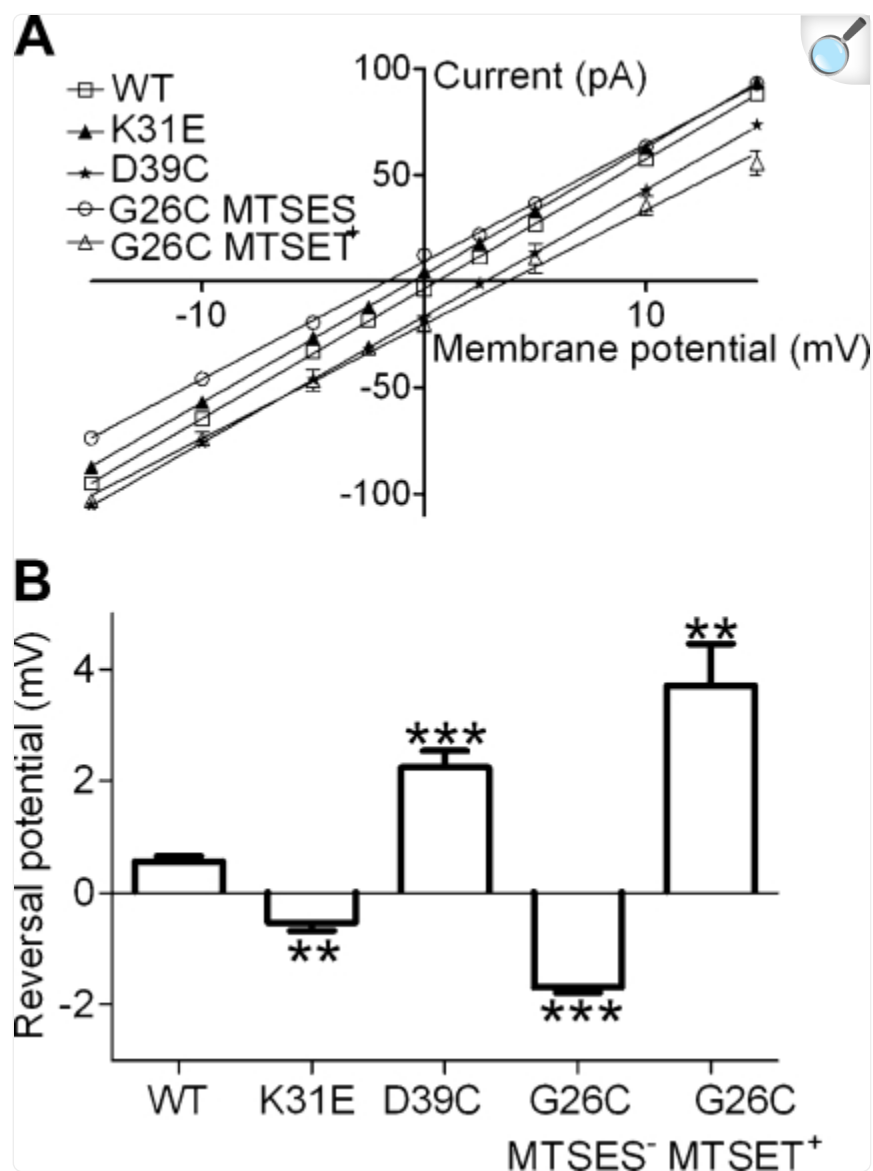 A
100 Current (pA)
WT
K31E
50
D39C
G26C MTSES
G26C MTSET+
-10 10
Membrane potential (mV)
-50
-100
B
Reversal potential (mV)
4
2
0
-2
**
***
***
**
WT K31E D39C G26C G26C
MTSES- MTSET+